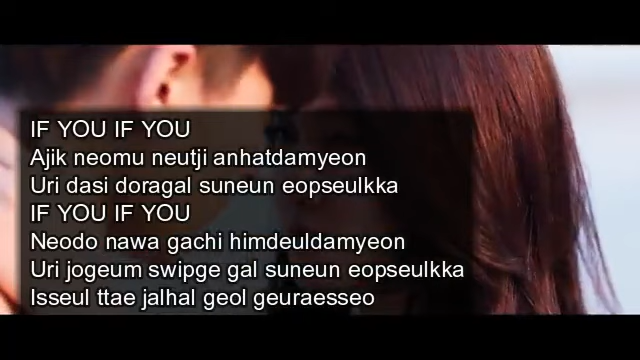 IF YOU IF YOU
Ajik neomu neutji anhatdamyeon
Uri dasi doragal suneun eopseulkka
IF YOU IF YOU
Neodo nawa gachi himdeuldamyeon
Uri jogeum swipge gal suneun eopseulkka
Isseul ttae jalhal geol geuraesseo